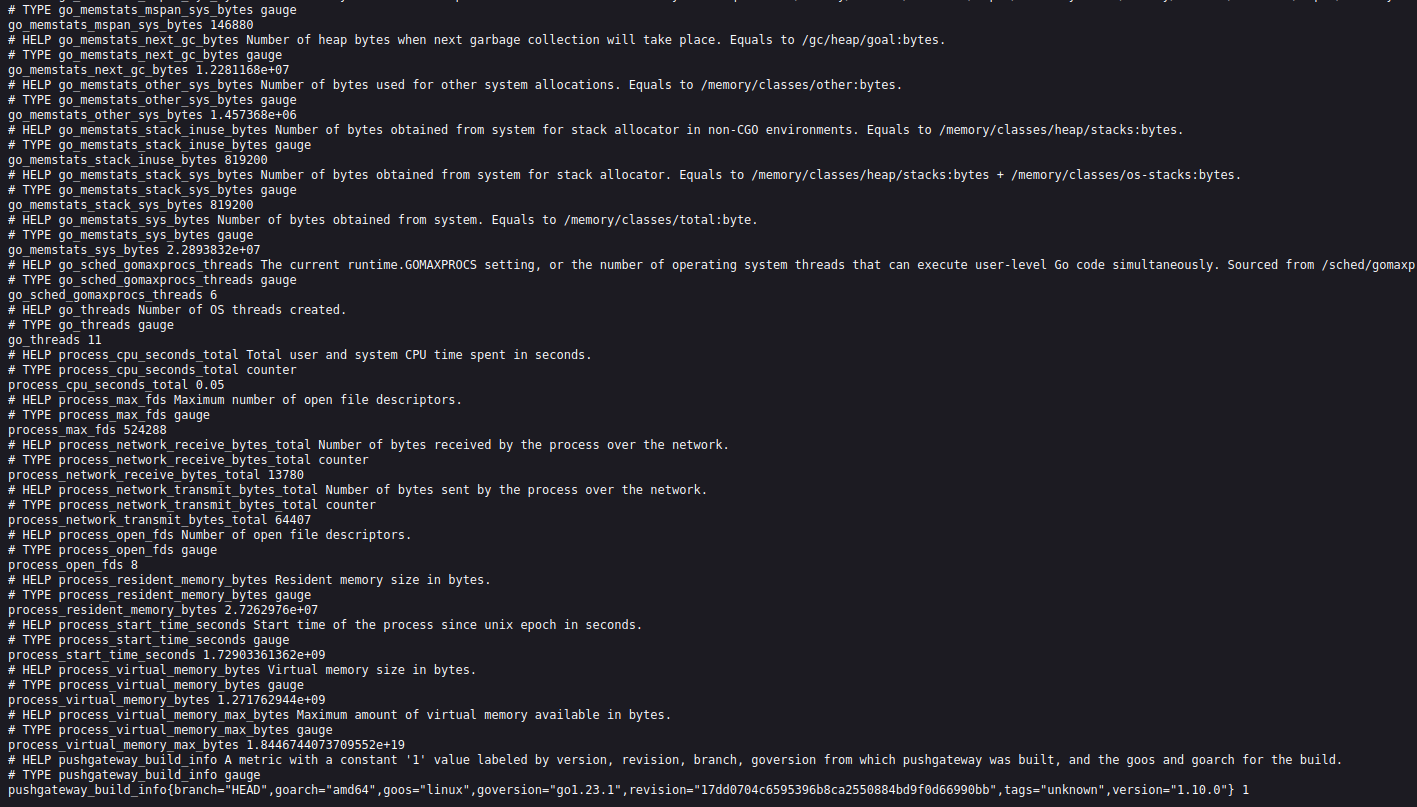 # TYPE go_memstats_mspan_sys_bytes gauge
go_memstats_mspan_sys_bytes 146880
# HELP go_memstats_next_gc_bytes Number of heap bytes when next garbage collection will take place. Equals to /gc/heap/goal:bytes.
# TYPE go_memstats_next_gc_bytes gauge
go_memstats_next_gc_bytes 1.2281168e+07
# HELP go_memstats_other_sys_bytes Number of bytes used for other system allocations. Equals to /memory/classes/other:bytes.
# TYPE go_memstats_other_sys_bytes gauge
go_memstats_other_sys_bytes 1.457368e+06
# HELP go_memstats_stack_inuse_bytes Number of bytes obtained from system for stack allocator in non-CGO environments. Equals to /memory/classes/heap/stacks:bytes.
# TYPE go_memstats_stack_inuse_bytes gauge
go_memstats_stack_inuse_bytes 819200
# HELP go_memstats_stack_sys_bytes Number of bytes obtained from system for stack allocator. Equals to /memory/classes/heap/stacks:bytes + /memory/classes/os-stacks:bytes.
# TYPE go_memstats_stack_sys_bytes gauge
go_memstats_stack_sys_bytes 819200
# HELP go_memstats_sys_bytes Number of bytes obtained from system. Equals to /memory/classes/total:byte.
# TYPE go_memstats_sys_bytes gauge
go_memstats_sys_bytes 2.2893832e+07
# HELP go_sched_gomaxprocs_threads The current runtime.GOMAXPROCS setting, or the number of operating system threads that can execute user-level Go code simultaneously. Sourced from /sched/gomaxp
# TYPE go_sched_gomaxprocs_threads gauge
go_sched_gomaxprocs_threads 6
# HELP go_threads Number of OS threads created.
# TYPE go_threads gauge
go_threads 11
# HELP process_cpu_seconds_total Total user and system CPU time spent in seconds.
# TYPE process_cpu_seconds_total counter
process_cpu_seconds_total 0.05
# HELP process_max_fds Maximum number of open file descriptors.
# TYPE process_max_fds gauge
process_max_fds 524288
# HELP process_network_receive_bytes_total Number of bytes received by the process over the network.
# TYPE process_network_receive_bytes_total counter
process_network_receive_bytes_total 13780
# HELP process_network_transmit_bytes_total Number of bytes sent by the process over the network.
# TYPE process_network_transmit_bytes_total counter
process_network_transmit_bytes_total 64407
# HELP process_open_fds Number of open file descriptors.
# TYPE process_open_fds gauge
process_open_fds 8
# HELP process_resident_memory_bytes Resident memory size in bytes.
# TYPE process_resident_memory_bytes gauge
process_resident_memory_bytes 2.7262976e+07
# HELP process_start_time_seconds Start time of the process since unix epoch in seconds.
# TYPE process_start_time_seconds gauge
process_start_time_seconds 1.72903361362e+09
# HELP process_virtual_memory_bytes Virtual memory size in bytes.
# TYPE process_virtual_memory_bytes gauge
process_virtual_memory_bytes 1.271762944e+09
# HELP process_virtual_memory_max_bytes Maximum amount of virtual memory available in bytes.
# TYPE process_virtual_memory_max_bytes gauge
process_virtual_memory_max_bytes 1.8446744073709552e+19
# HELP pushgateway_build_info A metric with a constant '1' value labeled by version, revision, branch, goversion from which pushgateway was built, and the goos and goarch for the build.
# TYPE pushgateway_build_info gauge
pushgateway_build_info{branch="HEAD",goarch="amd64",goos="linux",goversion="go1.23.1",revision="17dd0704c6595396b8ca2550884bd9f0d66990bb",tags="unknown",version="1.10.0"} 1